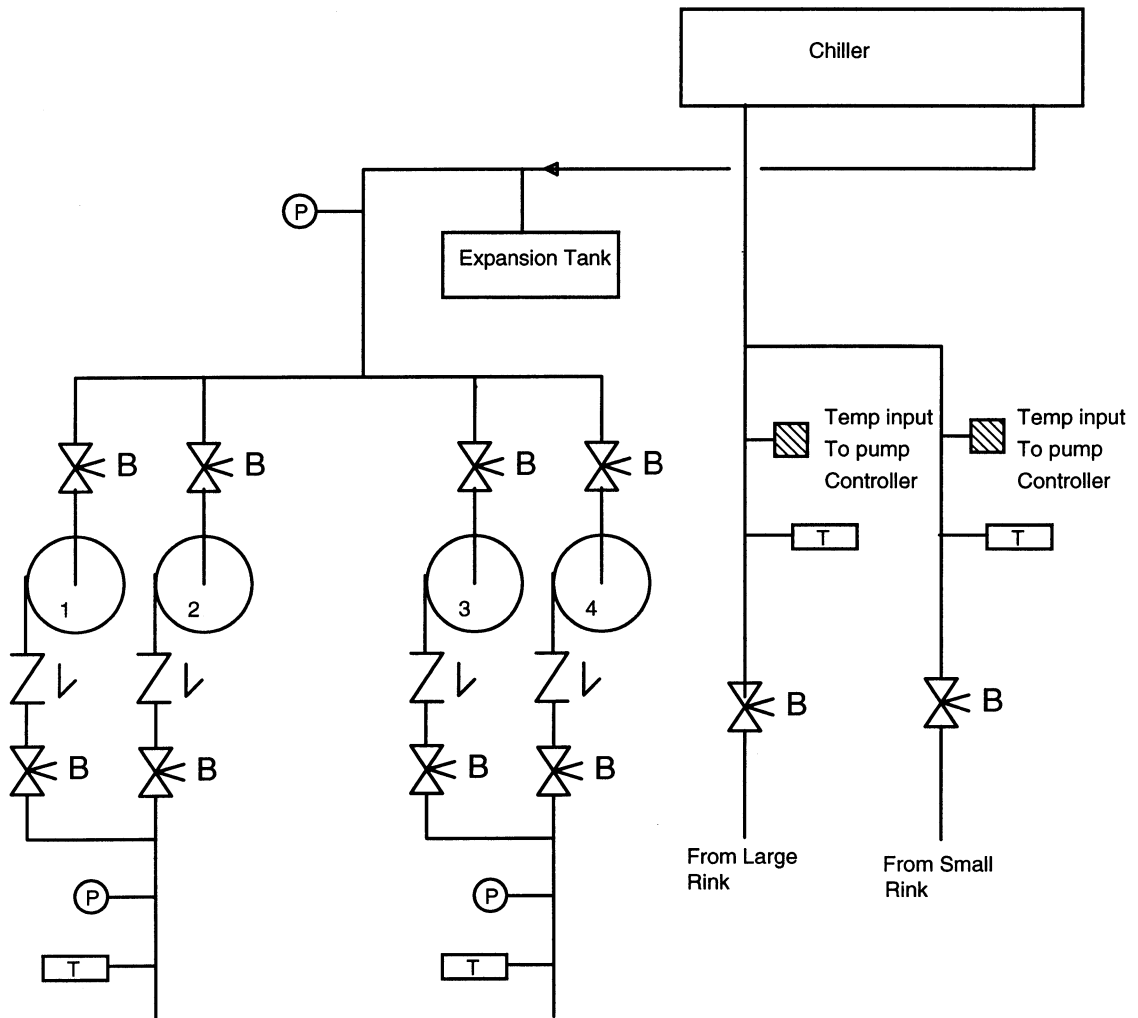 Chiller
P
Expansion Tank
B
B
B
B
Temp input
To pump
Controller
Temp input
To pump
Controller
T
T
1
2
3
4
B
B
B
B
B
B
From Large
Rink
From Small
Rink
P
P
T
T